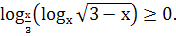 log_{x/3}(log_x √(3−x)) ≥ 0.